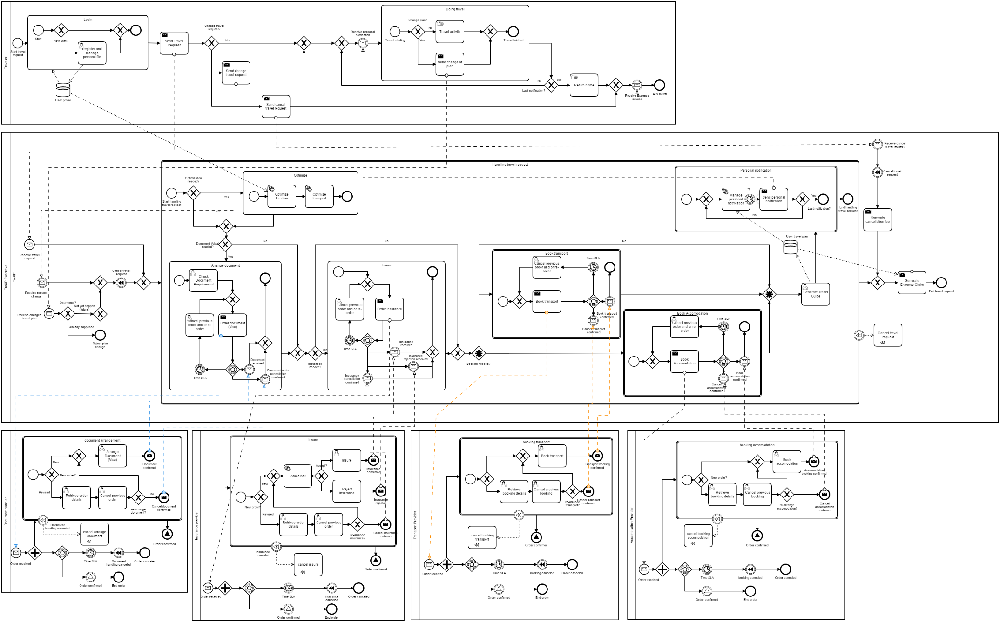 Traveler
Start travel
request
Login
Start
New user?
Register and
manage
personalfile
User profile
Send Travel
Request
Change travel
request?
No
Send change
travel request
Send cancel
travel request
Receive personal
notification
Doing travel
Travel starting
Change plan?
No
Yes
Travel activity
Send change of
plan
Travel finished
No
Yes
Last notification?
Return home
Receive Expense
invoice
End travel
TraXP Executive
TraXP
Receive travel
request
Receice request
change
Receive changed
travel plan
Ocurrence?
Not yet happen
(future)
Already happened
Reject plan
change
Cancel travel
request
Handling travel request
Start handling
travel request
Optimization
needed?
Yes
No
Optimize
Optimize
location
Optimize
transport
Document (Visa)
needed?
No
Yes
Arrange document
Check
Document
Requirement
Cancel previous
order and or re-
order
Order document
(Visa)
Time SLA
Document
received
Document order
cancellation
confirmed
Insurance
needed?
Yes
No
Insure
Cancel previous
order and or re-
order
Order insurance
Time SLA
Insurance
received
Insurance
rejection received
Insurance
cancellation
confirmed
Booking needed?
No
Book transport
Cancel previous
order and or re-
order
Time SLA
Book transport
Book transport
confirmed
Cancel transport
confirmed
Book Accomodation
Cancel previous
order and or re-
order
Time SLA
Book
Accomodation
Book
accomodation
confirmed
Cancel
accomodation
confirmed
Generate Travel
Guide
User travel plan
Personal notification
Manage
personal
notification
Send personal
notification
Yes
No
Last notification?
End handling
travel request
Receive cancel
travel request
Cancel travel
request
Generate
cancellation fee
Generate
Expense Claim
End travel request
Cancel travel
request
Document handler
document arrangement
New
New order?
Revised
Arrange
Document
(Visa)
Document
confirmed
Retrieve order
details
Cancel previous
order
no
re-arrange
document?
Cancel document
confirmed
Document
handling canceled
cancel arrange
document
Order confirmed
Order received
Time SLA
Document
handling canceled
Order canceled
Order confirmed
End order
Insurance provider
insure
New
New order?
Revised
Asses risk
Accept?
Insure
Insurance
confirmed
Reject
insurance
Insurance
rejected
Retrieve order
details
Cancel previous
order
re-arrange
insurance?
Cancel insurance
confirmed
insurance
canceled
cancel insure
Order confirmed
Order received
Time SLA
insurance
canceled
Order canceled
Order confirmed
End order
Transport Provider
booking transport
Book transport
Transport booking
confirmed
Retrieve
booking details
Cancel previous
booking
re-arrange
transport?
Cancel transport
confirmed
cancel booking
transport
Order confirmed
Order received
Time SLA
booking canceled
Order canceled
Order confirmed
End order
Accomodation Provider
booking accomodation
New order?
Book
accomodation
Accomodation
booking confirmed
Retrieve
booking details
Cancel previous
booking
re-arrange
accomodation?
Cancel
accomodation
confirmed
cancel booking
accomodation
Order confirmed
Order received
Time SLA
booking canceled
Order canceled
Order confirmed
End order